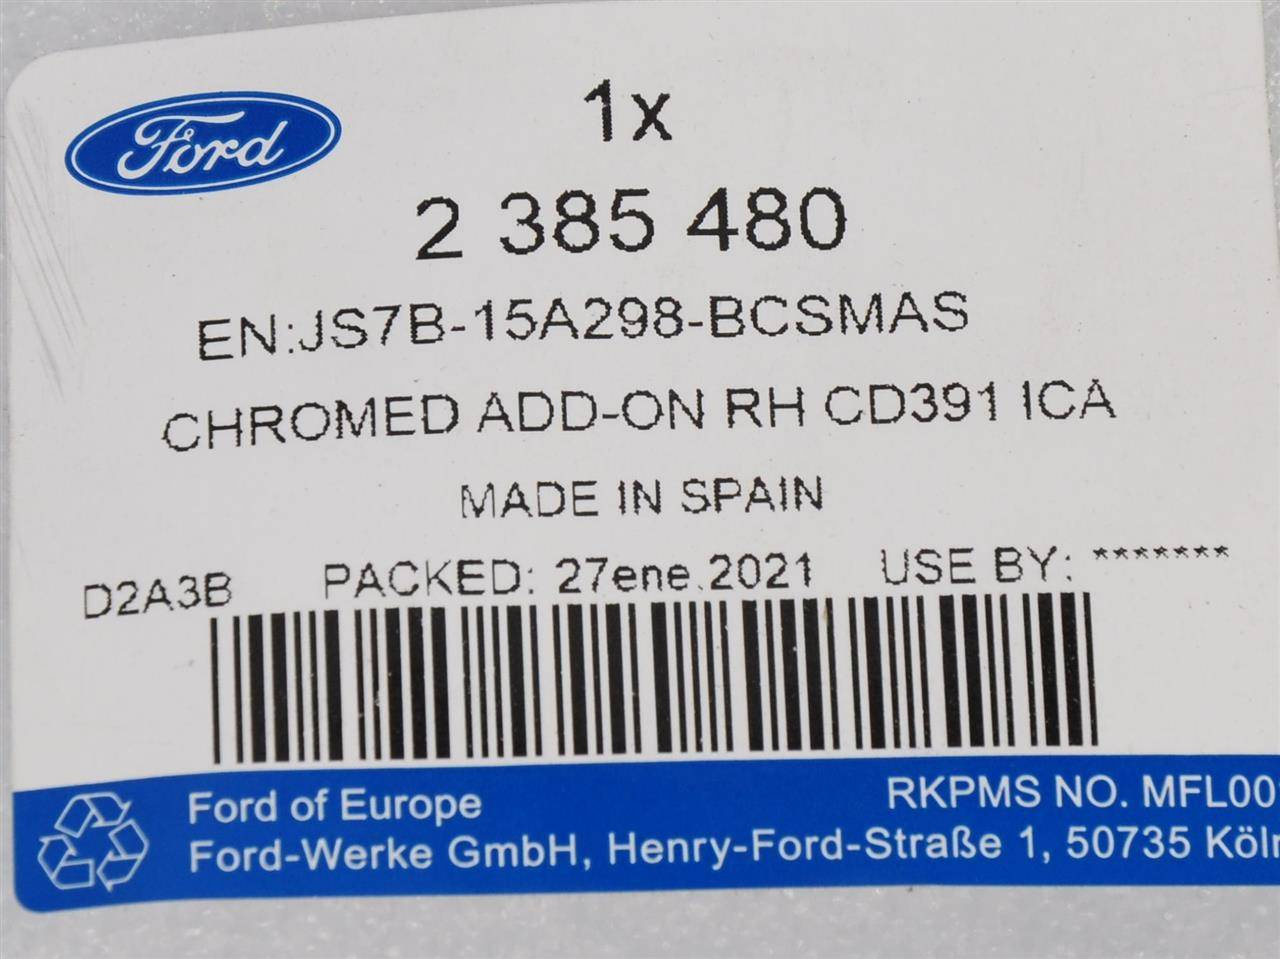 Ford
1x
2 385 480
EN:JS7B-15A298-BCSMAS
CHROMED ADD-ON RH CD391 ICA
MADE IN SPAIN
D2A3B PACKED: 27ene.2021 USE BY: *******
Ford of Europe RKPMS NO. MFL00
Ford-Werke GmbH, Henry-Ford-Straße 1, 50735 Köln